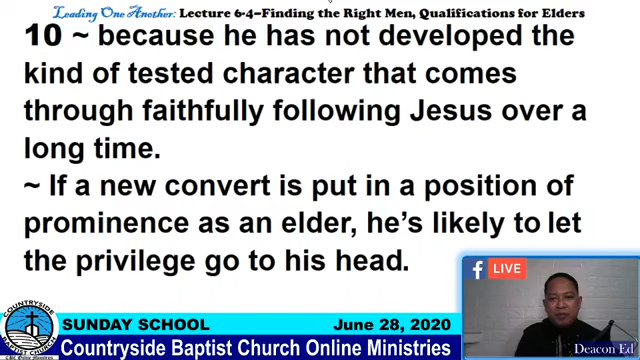 Leading One Another: Lecture 6-4–Finding the Right Men, Qualifications for Elders
10 ~ because he has not developed the
kind of tested character that comes
through faithfully following Jesus over a
long time.
~ If a new convert is put in a position of
prominence as an elder, he’s likely to let
the privilege go to his head.
f LIVE
COUNTRYSIDE
BAPTIST CHURCH
CBC Online Ministries
SUNDAY SCHOOL June 28, 2020
Countryside Baptist Church Online Ministries
Deacon Ed